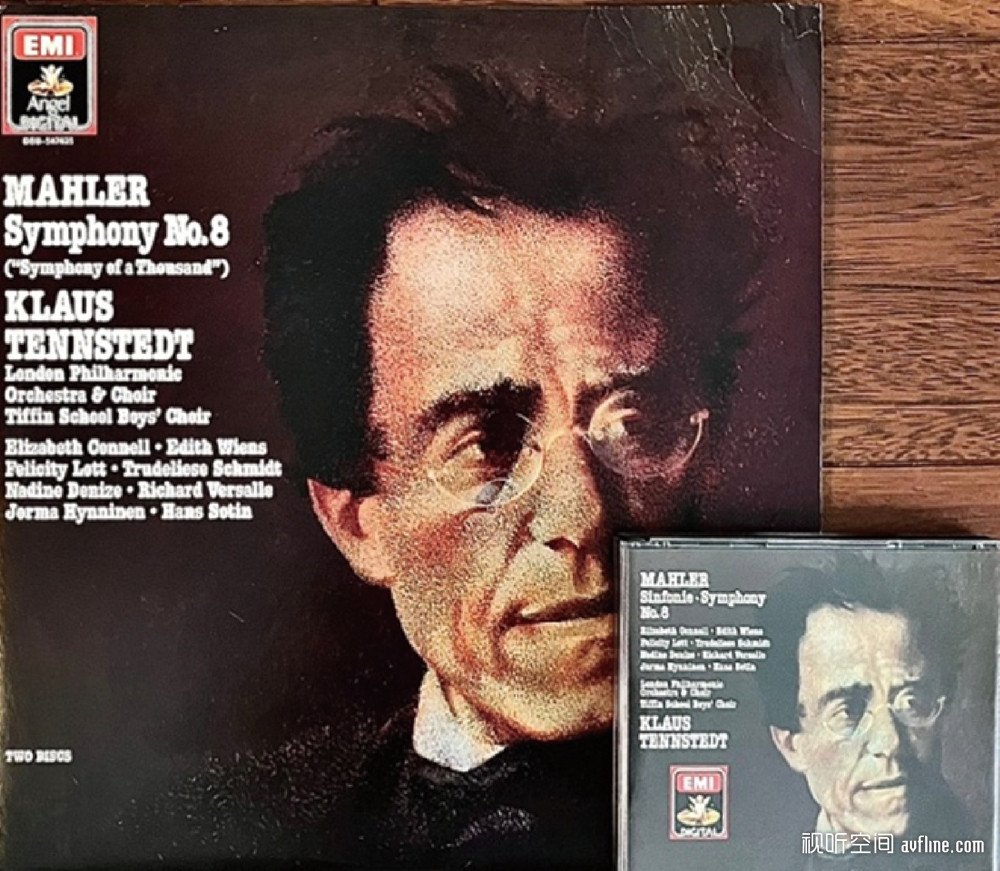 EMI
Angel
DIGITAL
MAHLER
Symphony No.8
("Symphony of a Thousand")
KLAUS
TENNSTEDT
London Philharmonic
Orchestra & Choir
Tiffin School Boys' Choir
Elizabeth Connell • Edith Wiens
Felicity Lott • Trudeliese Schmidt
Nadine Denize • Richard Versalle
Jorma Hynninen • Hans Sotin
TWO DISCS
MAHLER
Sinfonie · Symphony
No.8
Elizabeth Connell • Edith Wiens
Felicity Lott • Trudeliese Schmidt
Nadine Denize • Richard Versalle
Jorma Hynninen • Hans Sotin
London Philharmonic
Orchestra & Choir
Tiffin School Boys' Choir
KLAUS
TENNSTEDT
EMI
DIGITAL
视听空间 avfline.com